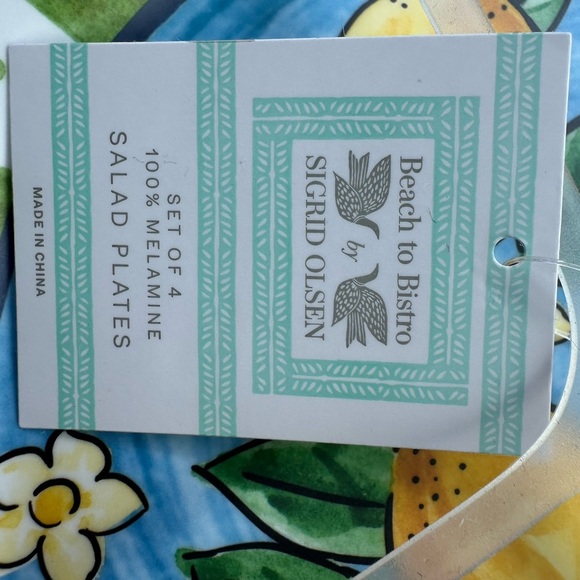 Beach to Bistro
by
SIGRID OLSEN
SET OF 4
100% MELAMINE
SALAD PLATES
MADE IN CHINA